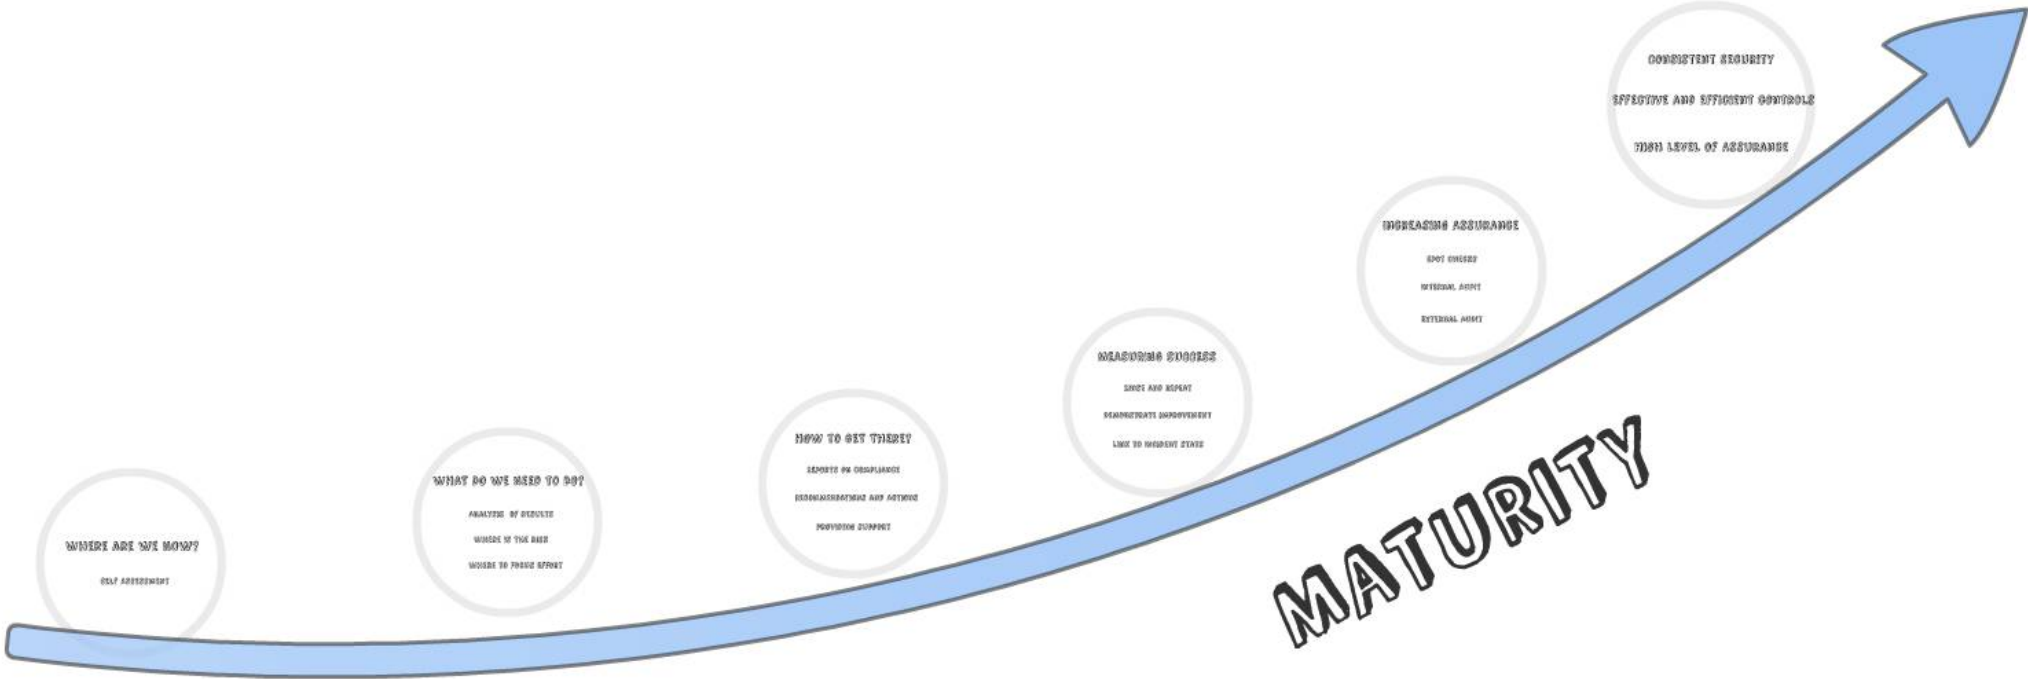 WHERE ARE WE NOW?
SELF ASSESSMENT
WHAT DO WE NEED TO DO?
ANALYSIS OF RESULTS
WHERE IS THE RISK
WHERE TO FOCUS EFFORT
HOW TO GET THERE?
REPORTS ON COMPLIANCE
RECOMMENDATIONS AND ACTIONS
PROVIDING SUPPORT
MEASURING SUCCESS
AND REPEAT
DEMONSTRATE IMPROVEMENT
LINK TO INCIDENT STATS
INCREASING ASSURANCE
SPOT CHECKS
INTERNAL AUDIT
EXTERNAL AUDIT
CONSISTENT SECURITY
EFFECTIVE AND EFFICIENT CONTROLS
HIGH LEVEL OF ASSURANCE
MATURITY